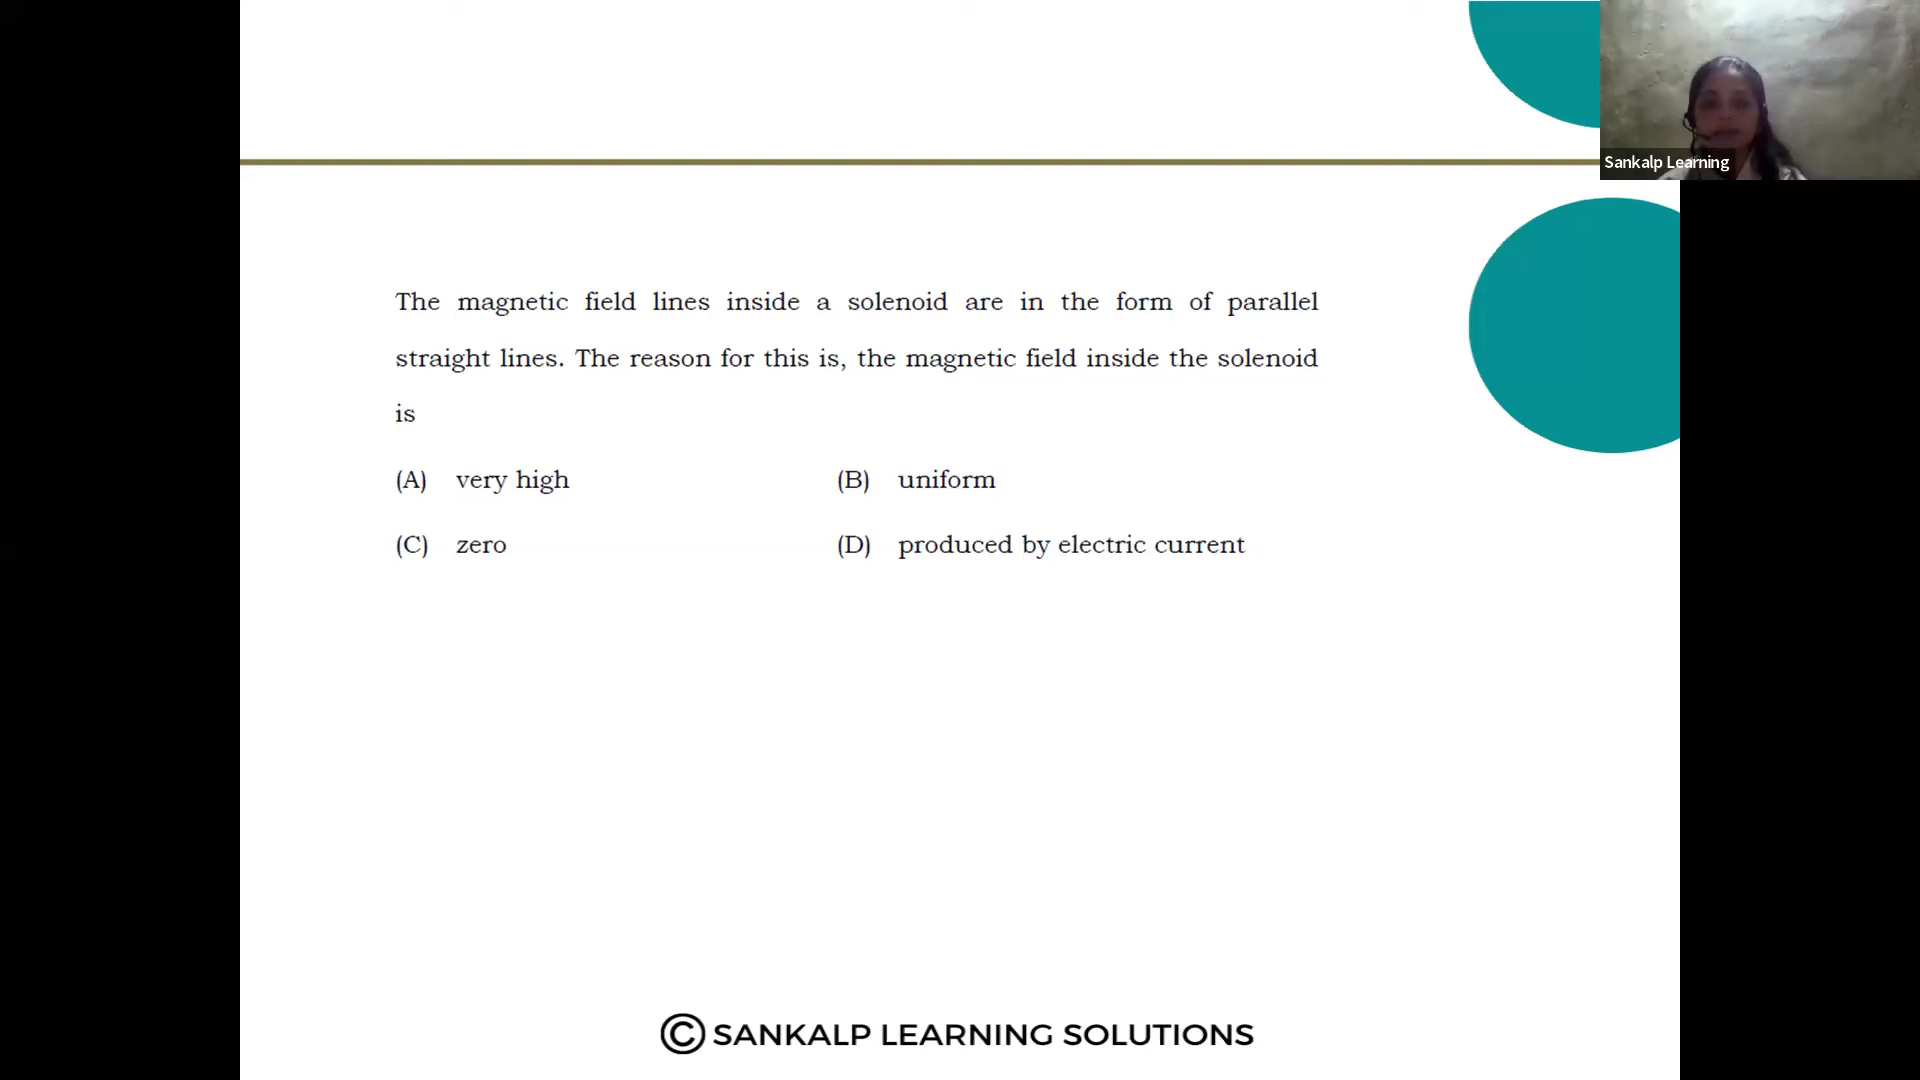 Sankalp Learning
The magnetic field lines inside a solenoid are in the form of parallel
straight lines. The reason for this is, the magnetic field inside the solenoid
is
(A) very high (B) uniform
(C) zero (D) produced by electric current
© SANKALP LEARNING SOLUTIONS